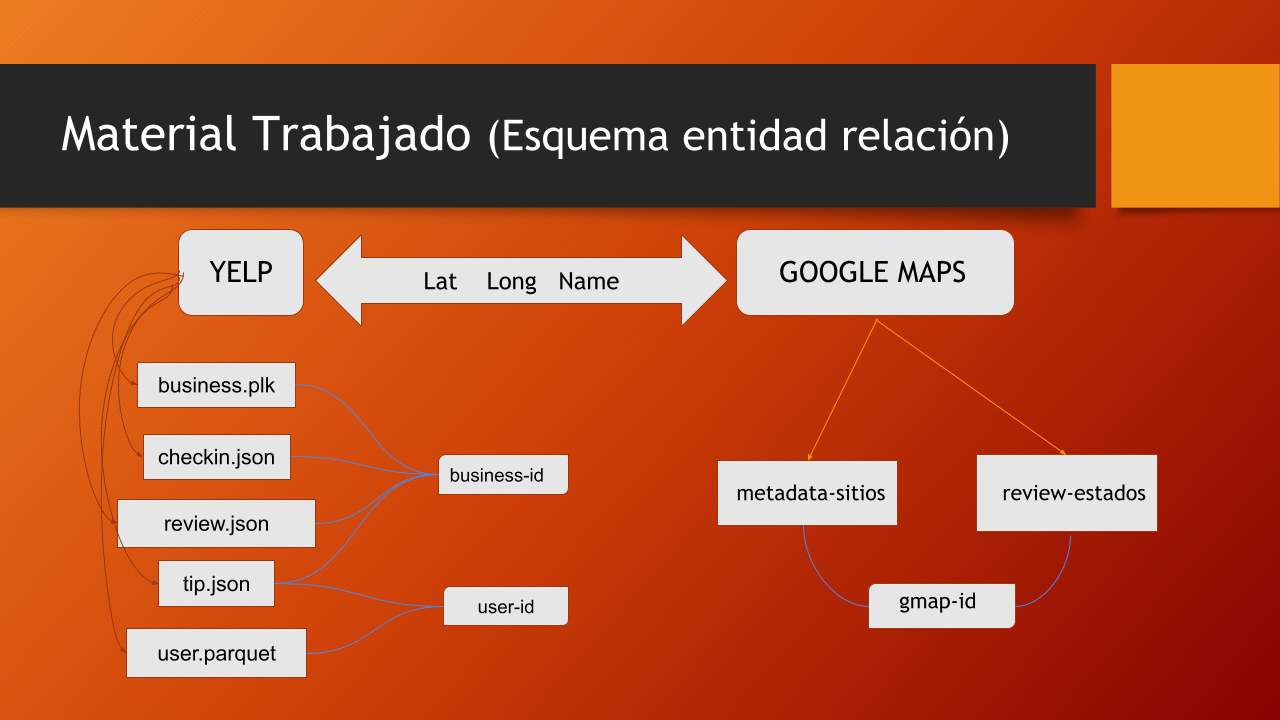 Material Trabajado (Esquema entidad relación)
YELP
Lat Long Name
GOOGLE MAPS
business.plk
checkin.json
review.json
tip.json
user.parquet
business-id
user-id
metadata-sitios
review-estados
gmap-id